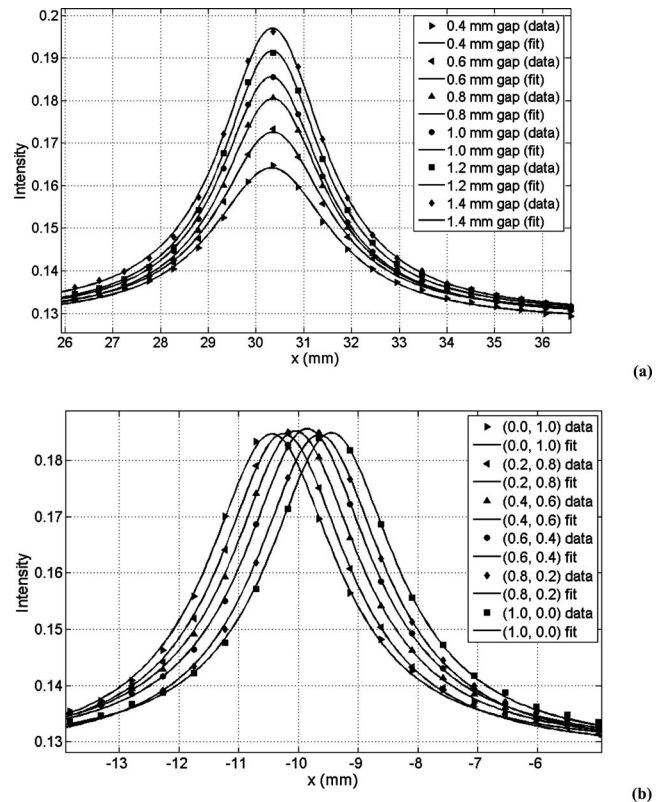 0.2
0.19
0.18
0.17
0.16
0.15
0.14
0.13
Intensity
26 27 28 29 30 31 32 33 34 35 36
x (mm)
0.4 mm gap (data)
0.4 mm gap (fit)
0.6 mm gap (data)
0.6 mm gap (fit)
0.8 mm gap (data)
0.8 mm gap (fit)
1.0 mm gap (data)
1.0 mm gap (fit)
1.2 mm gap (data)
1.2 mm gap (fit)
1.4 mm gap (data)
1.4 mm gap (fit)
(a)
0.18
0.17
0.16
0.15
0.14
0.13
Intensity
-13 -12 -11 -10 -9 -8 -7 -6
x (mm)
(0.0, 1.0) data
(0.0, 1.0) fit
(0.2, 0.8) data
(0.2, 0.8) fit
(0.4, 0.6) data
(0.4, 0.6) fit
(0.6, 0.4) data
(0.6, 0.4) fit
(0.8, 0.2) data
(0.8, 0.2) fit
(1.0, 0.0) data
(1.0, 0.0) fit
(b)